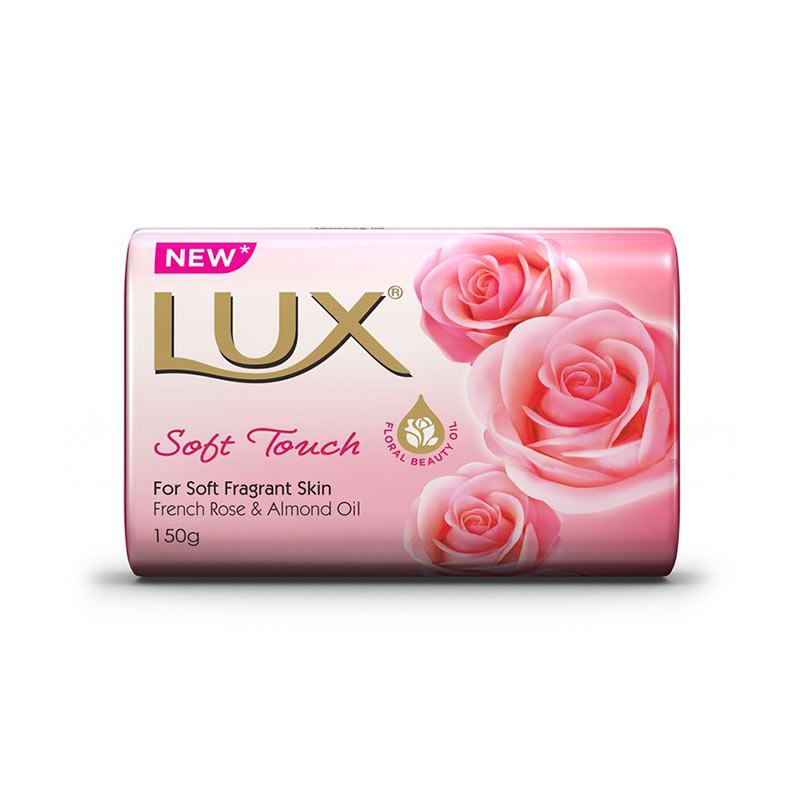 NEW*
LUX®
Soft Touch
FLORAL BEAUTY OIL
For Soft Fragrant Skin
French Rose & Almond Oil
150g